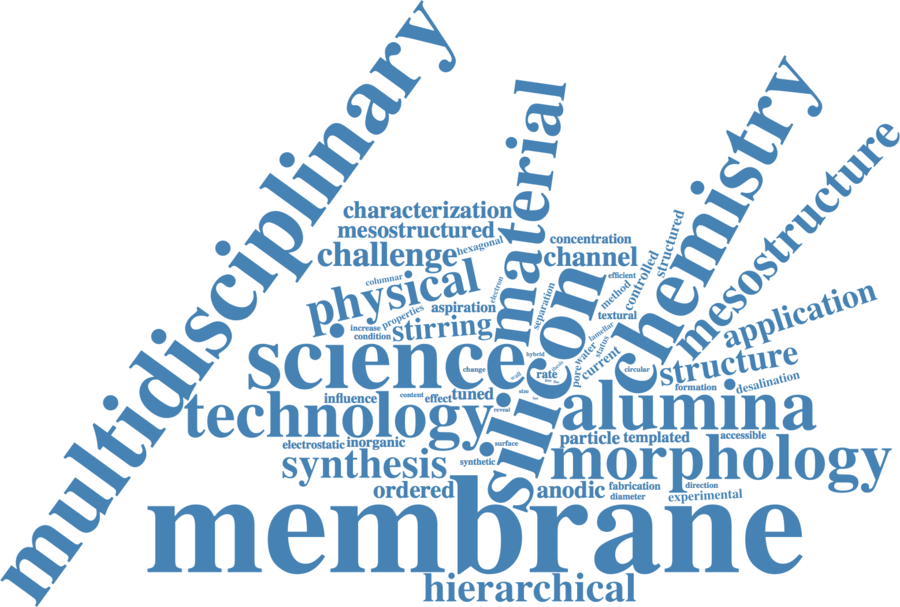 multidisciplinary
material
chemistry
mesostructure
characterization
mesostructured
challenge
hexagonal
concentration
channel
structured
controlled
physical
columnar
electron
separation
efficient
method
application
properties
aspiration
textural
increase
stirring
condition
silicon
water
lamellar
status
science
hybrid
current
pore
structure
change
wall
rate
thesis
circular
formation
desalination
influence
content
effect
tuned
size
technology
reveal
alumina
electrostatic
inorganic
surface
particle
templated
accessible
synthesis
synthetic
morphology
ordered
anodic
fabrication
direction
diameter
experimental
membrane
hierarchical